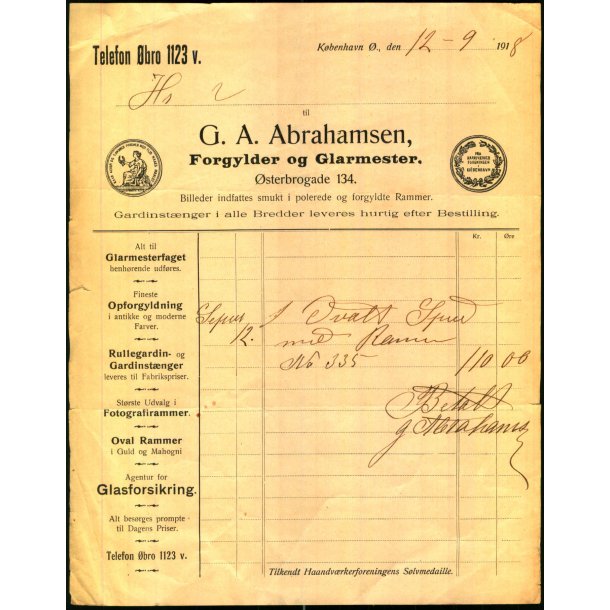 Telefon Øbro 1123 v.
København Ø., den 12-9 1918
Hr
til
G. A. Abrahamsen,
Forgylder og Glarmester.
Østerbrogade 134.
Billeder indfattes smukt i polerede og forgyldte Rammer.
Gardinstænger i alle Bredder leveres hurtig efter Bestilling.
Kr. Øre
Alt til
Glarmesterfaget
henhørende udføres.
Fineste
Opforgyldning
i antikke og moderne
Farver.
Rullegardin- og
Gardinstænger
leveres til Fabrikspriser.
Største Udvalg i
Fotografirammer.
Oval Rammer
i Guld og Mahogni
Agentur for
Glasforsikring.
Alt besørges prompte
til Dagens Priser.
Telefon Øbro 1123 v.
12. 1 Ovalt
med
No 335 110 00
Betalt
G Abrahamsen
Tilkendt Haandværkerforeningens Sølvmedaille.